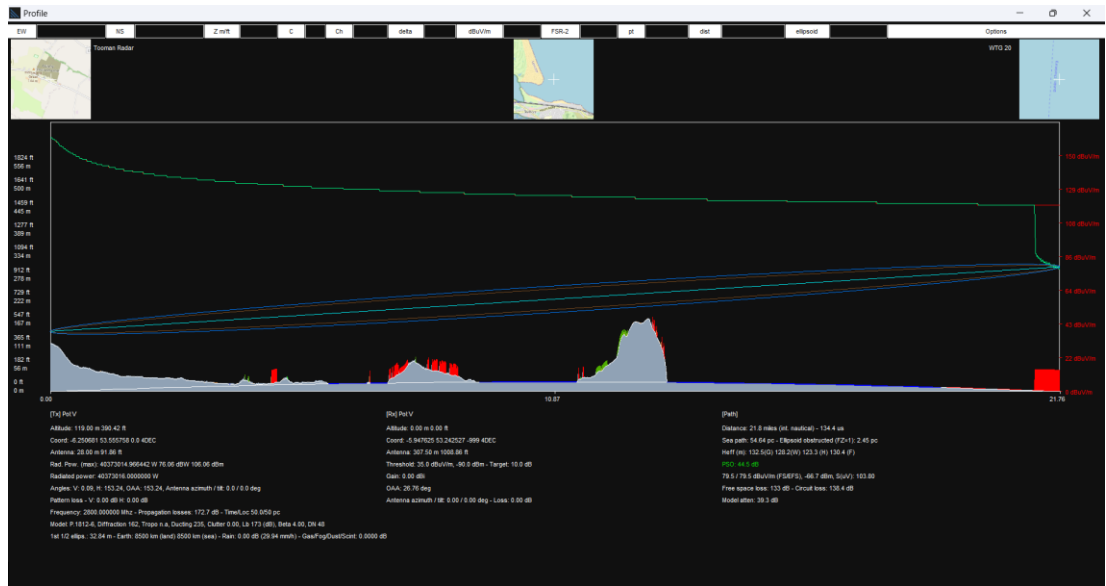 Profile
EW NS Z m/ft C Ch delta dBuV/m FSR-2 pt dist ellipsoid Options
Tooman Radar
WTG 20
1824 ft
556 m
1641 ft
500 m
1459 ft
445 m
1277 ft
389 m
1094 ft
334 m
912 ft
278 m
729 ft
222 m
547 ft
167 m
365 ft
111 m
182 ft
56 m
0 ft
0 m
120 dBuV/m
80 dBuV/m
40 dBuV/m
22 dBuV/m
0 dBuV/m
0.00 10.87 21.76
[Tx] Pol:V
Altitude: 119.00 m 390.42 ft
Coord: -6.250681 53.555758 0.0 4DEC
Antenna: 28.00 m 91.86 ft
Rad. Pow. (max): 40373014.966442 W 76.06 dBW 106.06 dBm
Radiated power: 40373016.0000000 W
Angles: V: 0.09, H: 153.24, OAA: 153.24, Antenna azimuth / tilt: 0.0 / 0.0 deg
Pattern loss - V: 0.00 dB H: 0.00 dB
Frequency: 2800.000000 Mhz - Propagation losses: 172.7 dB - Time/Loc 50.0/50 pc
Model: P.1812-6, Diffraction 162, Tropo n.a, Ducting 235, Clutter 0.00, Lb 173 (dB), Beta 4.00, DN 48
1st 1/2 ellips.: 32.84 m - Earth: 8500 km (land) 8500 km (sea) - Rain: 0.00 dB (29.94 mm/h) - Gas/Fog/Dust/Scint: 0.0000 dB
[Rx] Pol:V
Altitude: 0.00 m 0.00 ft
Coord: -5.947625 53.242527 -999 4DEC
Antenna: 307.50 m 1008.86 ft
Threshold: 35.0 dBuV/m, -90.0 dBm - Target: 10.0 dB
Gain: 0.00 dBi
OAA: 26.76 deg
Antenna azimuth / tilt: 0.00 / 0.00 deg - Loss: 0.00 dB
[Path]
Distance: 21.8 miles (int. nautical) - 134.4 us
Sea path: 54.64 pc - Ellipsoid obstructed (FZ=1): 2.45 pc
Heff (m): 132.5(G) 128.2(W) 123.3 (H) 130.4 (F)
PSO: 44.5 dB
79.5 / 79.5 dBuV/m (FS/EFS), -66.7 dBm, S(uV): 103.80
Free space loss: 133 dB - Circuit loss: 138.4 dB
Model atten: 39.3 dB